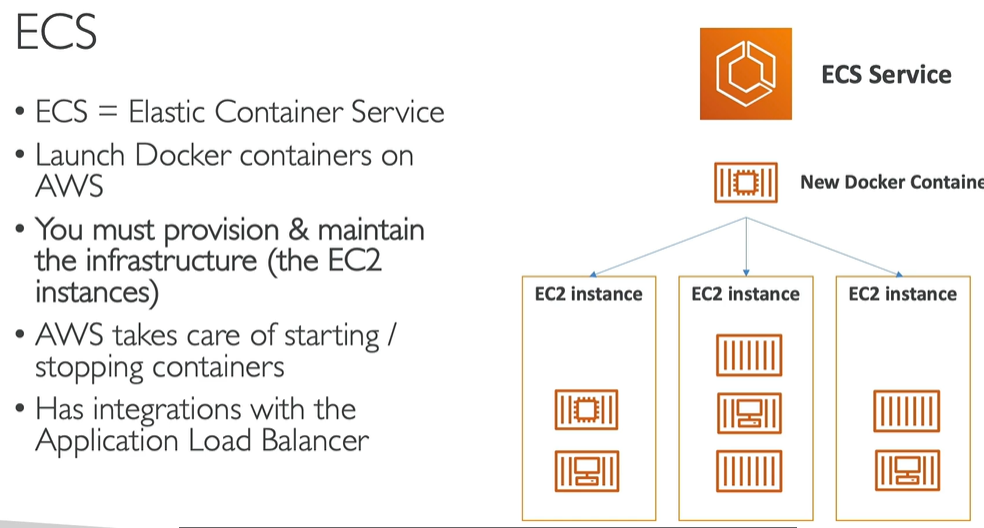 ECS
• ECS = Elastic Container Service
• Launch Docker containers on
AWS
• You must provision & maintain
the infrastructure (the EC2
instances)
• AWS takes care of starting /
stopping containers
• Has integrations with the
Application Load Balancer
ECS Service
New Docker Containe
EC2 instance
EC2 instance
EC2 instance